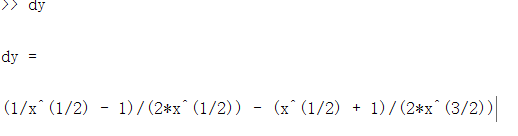 >> dy
dy =
(1/x^(1/2) - 1)/(2*x^(1/2)) - (x^(1/2) + 1)/(2*x^(3/2))